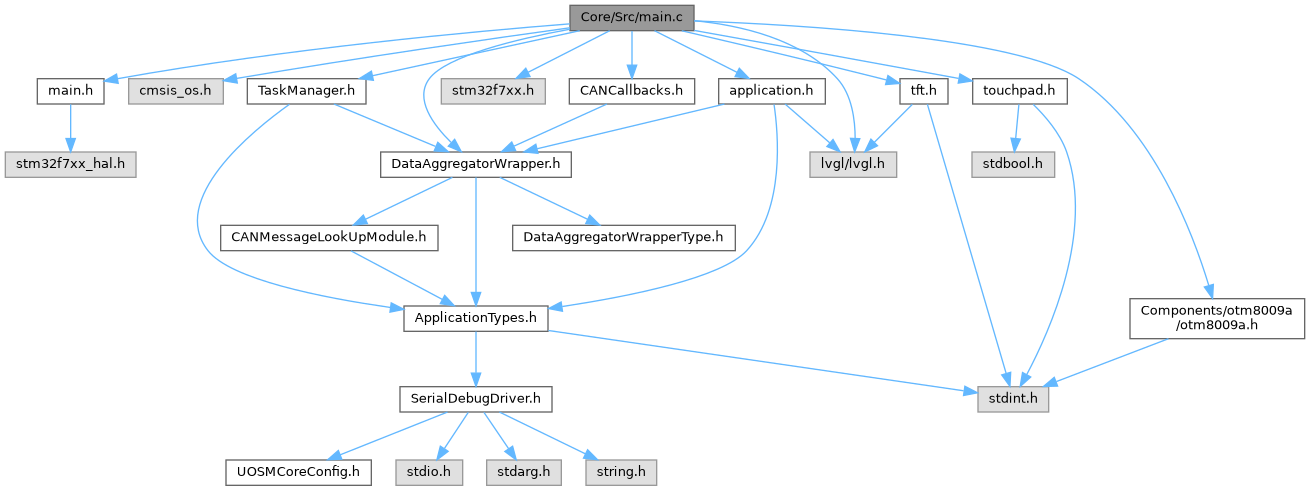 Core/Src/main.c
main.h
cmsis_os.h
TaskManager.h
stm32f7xx.h
CANCallbacks.h
application.h
tft.h
touchpad.h
stm32f7xx_hal.h
DataAggregatorWrapper.h
lvgl/lvgl.h
stdbool.h
CANMessageLookUpModule.h
DataAggregatorWrapperType.h
ApplicationTypes.h
Components/otm8009a
/otm8009a.h
SerialDebugDriver.h
stdint.h
UOSMCoreConfig.h
stdio.h
stdarg.h
string.h